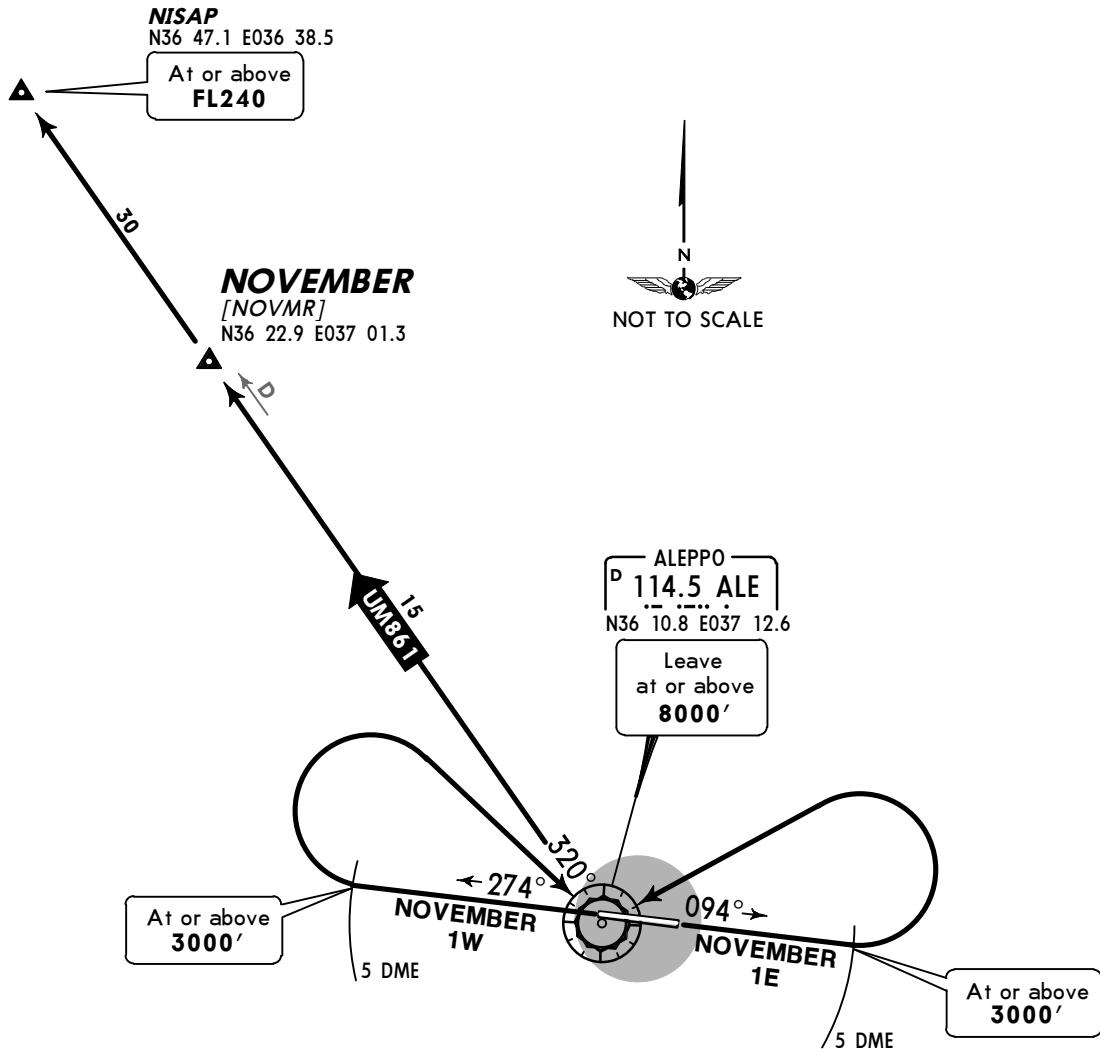 NISAP
N36 47.1 E036 38.5
At or above
FL240
30
N
NOT TO SCALE
NOVEMBER
[NOVMR]
N36 22.9 E037 01.3
D
15
UM861
ALEPPO
D 114.5 ALE
N36 10.8 E037 12.6
Leave
at or above
8000'
320°
274°
094°
NOVEMBER
1W
NOVEMBER
1E
At or above
3000'
5 DME
At or above
3000'
5 DME